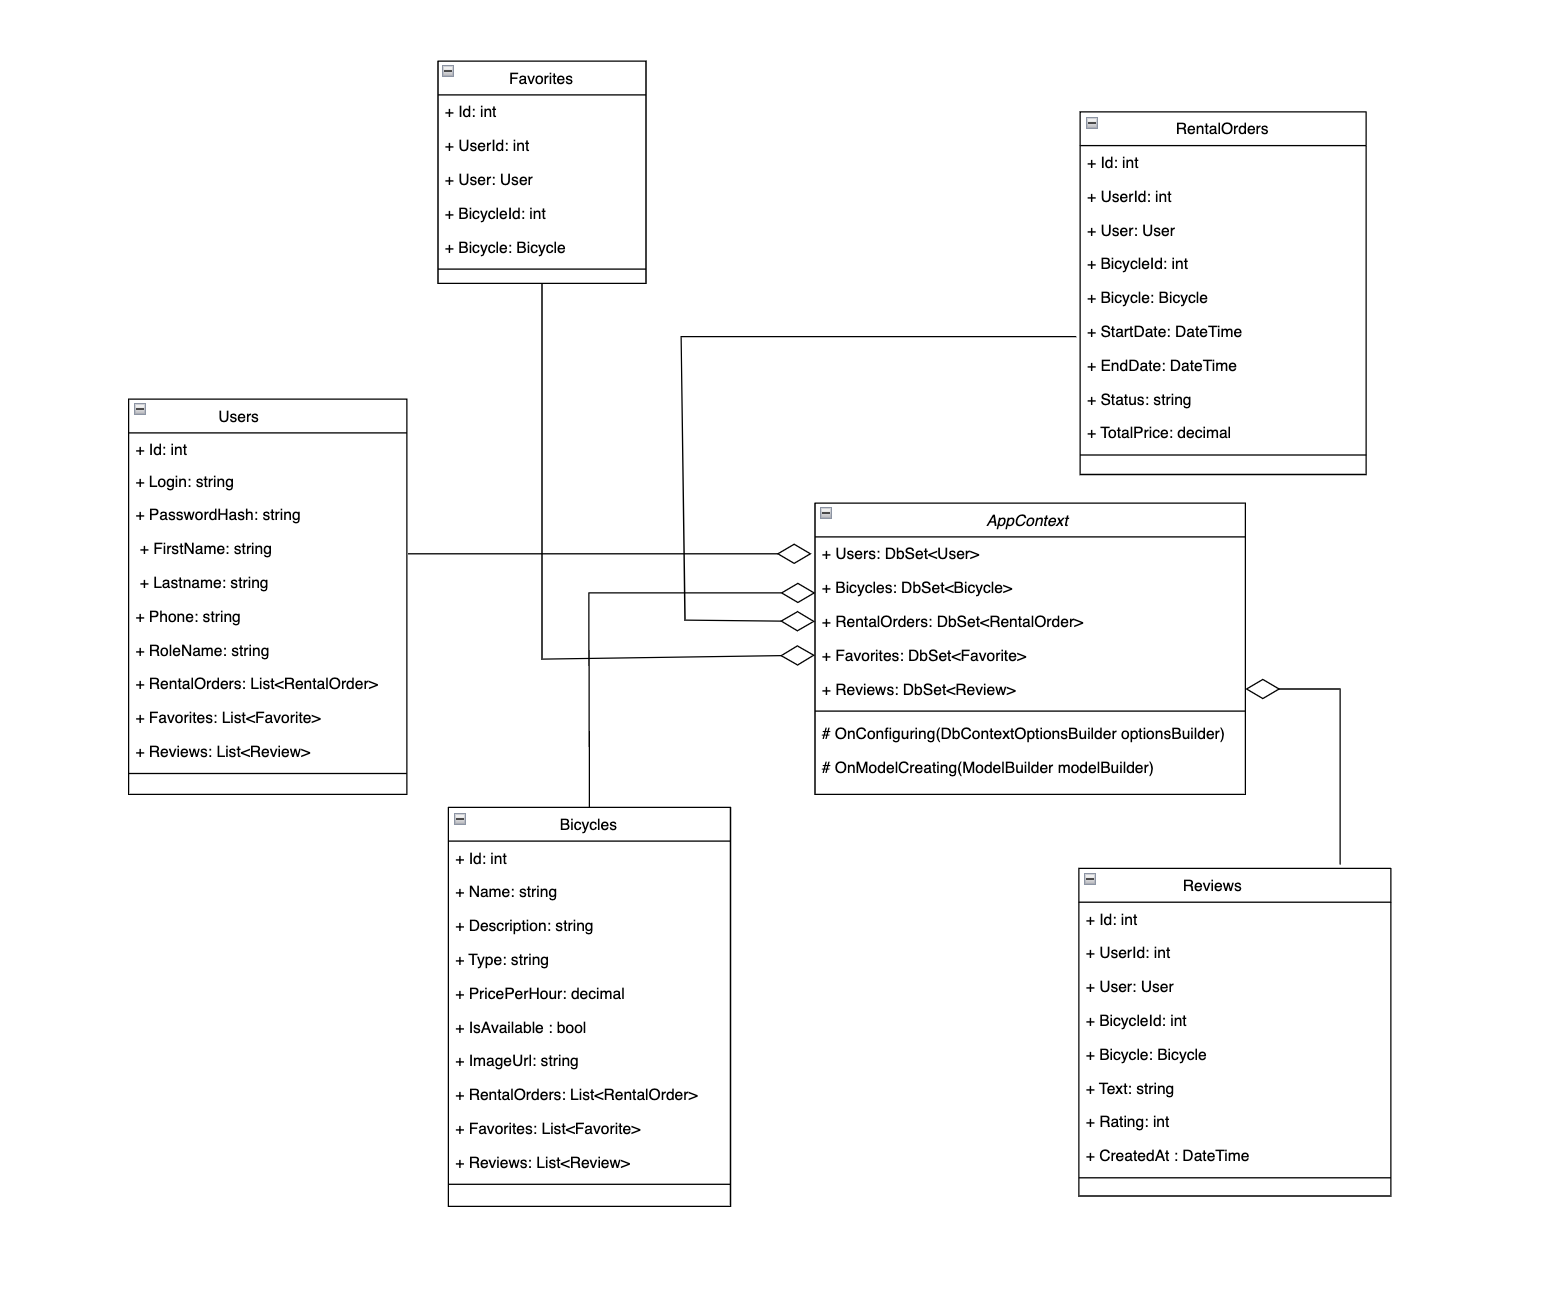 Favorites
+ Id: int
+ UserId: int
+ User: User
+ BicycleId: int
+ Bicycle: Bicycle
RentalOrders
+ Id: int
+ UserId: int
+ User: User
+ BicycleId: int
+ Bicycle: Bicycle
+ StartDate: DateTime
+ EndDate: DateTime
+ Status: string
+ TotalPrice: decimal
Users
+ Id: int
+ Login: string
+ PasswordHash: string
+ FirstName: string
+ Lastname: string
+ Phone: string
+ RoleName: string
+ RentalOrders: List<RentalOrder>
+ Favorites: List<Favorite>
+ Reviews: List<Review>
AppContext
+ Users: DbSet<User>
+ Bicycles: DbSet<Bicycle>
+ RentalOrders: DbSet<RentalOrder>
+ Favorites: DbSet<Favorite>
+ Reviews: DbSet<Review>
# OnConfiguring(DbContextOptionsBuilder optionsBuilder)
# OnModelCreating(ModelBuilder modelBuilder)
Bicycles
+ Id: int
+ Name: string
+ Description: string
+ Type: string
+ PricePerHour: decimal
+ IsAvailable : bool
+ ImageUrl: string
+ RentalOrders: List<RentalOrder>
+ Favorites: List<Favorite>
+ Reviews: List<Review>
Reviews
+ Id: int
+ UserId: int
+ User: User
+ BicycleId: int
+ Bicycle: Bicycle
+ Text: string
+ Rating: int
+ CreatedAt : DateTime